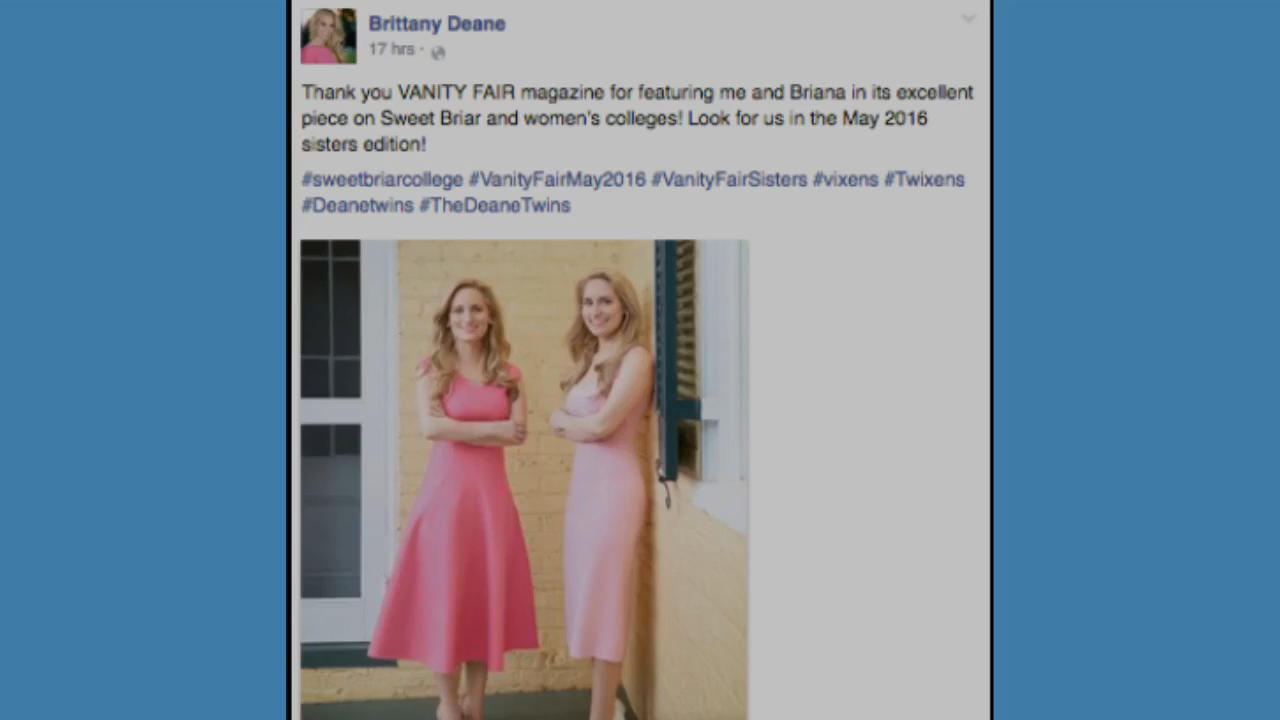 Brittany Deane
17 hrs ·
Thank you VANITY FAIR magazine for featuring me and Briana in its excellent
piece on Sweet Briar and women's colleges! Look for us in the May 2016
sisters edition!
#sweetbriarcollege #VanityFairMay2016 #VanityFairSisters #vixens #Twixens
#Deanetwins #TheDeaneTwins